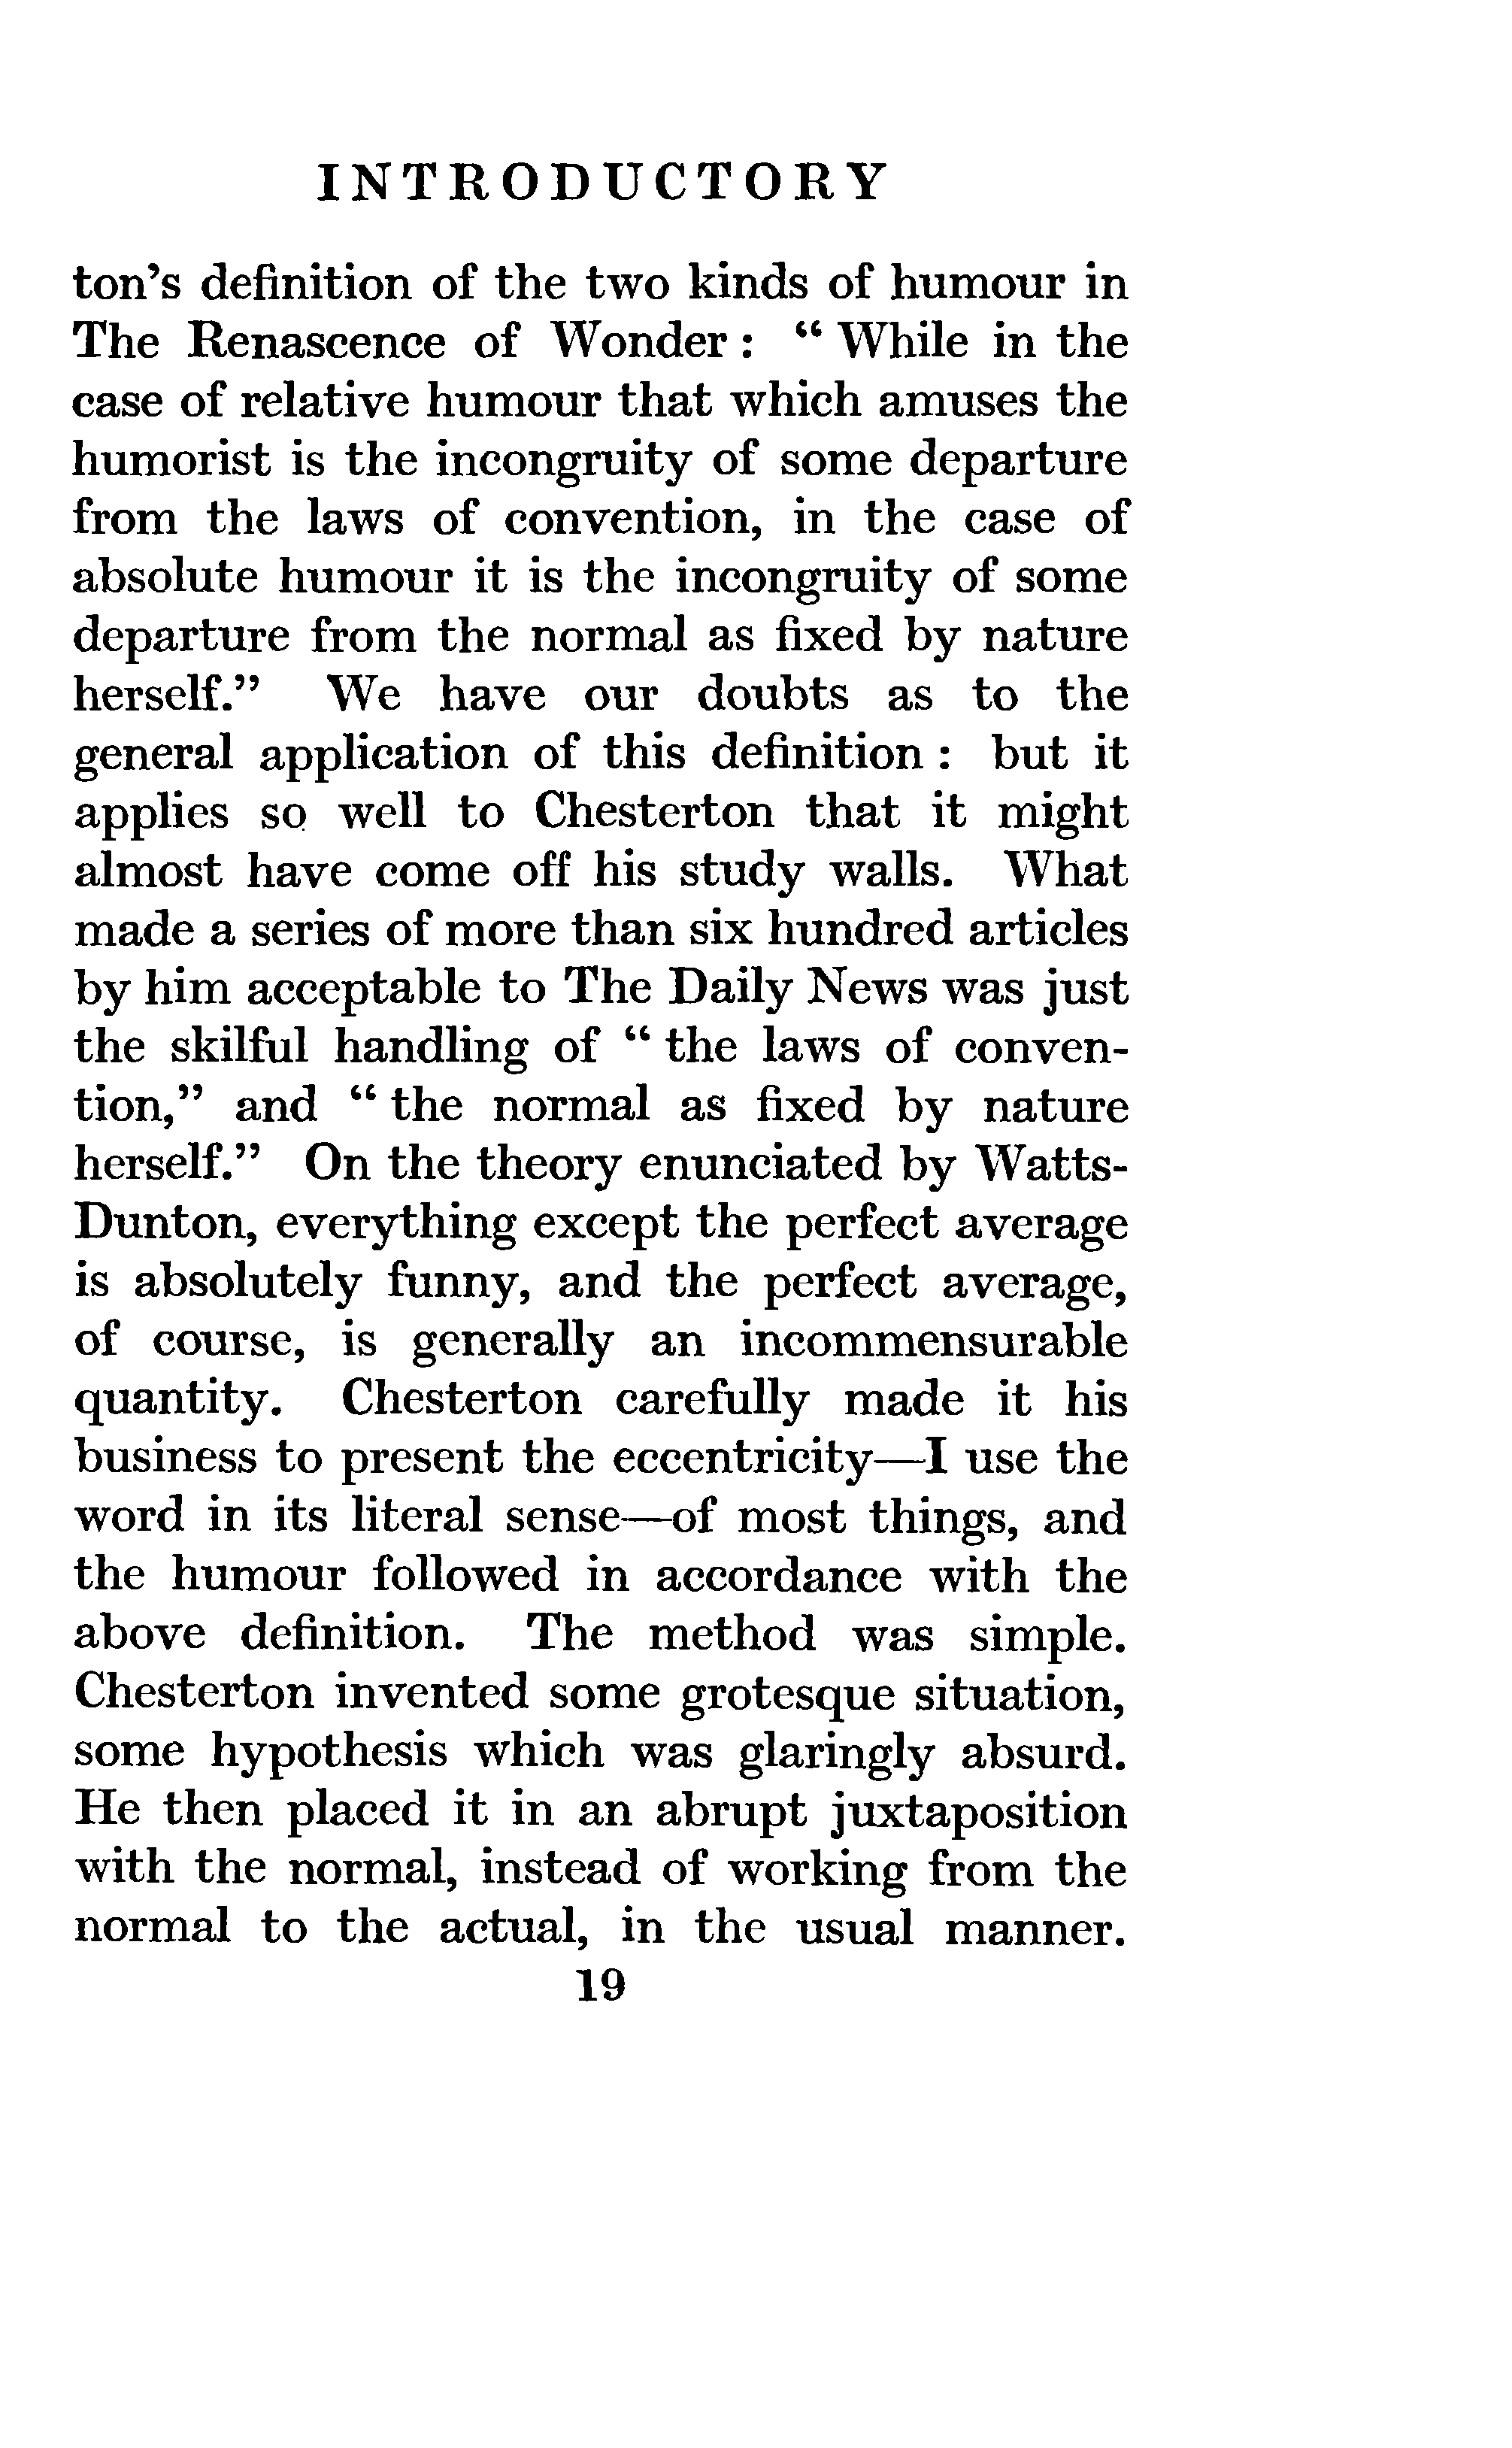 INTRODUCTORY
ton's definition of the two kinds of humour in
The Renascence of Wonder : “ While in the
case of relative humour that which amuses the
humorist is the incongruity of some departure
from the laws of convention, in the case of
absolute humour it is the incongruity of some
departure from the normal as fixed by nature
herself.” We have our doubts as to the
general application of this definition : but it
applies so well to Chesterton that it might
almost have come off his study walls. What
made a series of more than six hundred articles
by him acceptable to The Daily News was just
the skilful handling of “ the laws of conven-
tion,” and “ the normal as fixed by nature
herself.” On the theory enunciated by Watts-
Dunton, everything except the perfect average
is absolutely funny, and the perfect average,
of course, is generally an incommensurable
quantity. Chesterton carefully made it his
business to present the eccentricity—I use the
word in its literal sense—of most things, and
the humour followed in accordance with the
above definition. The method was simple.
Chesterton invented some grotesque situation,
some hypothesis which was glaringly absurd.
He then placed it in an abrupt juxtaposition
with the normal, instead of working from the
normal to the actual, in the usual manner.
19